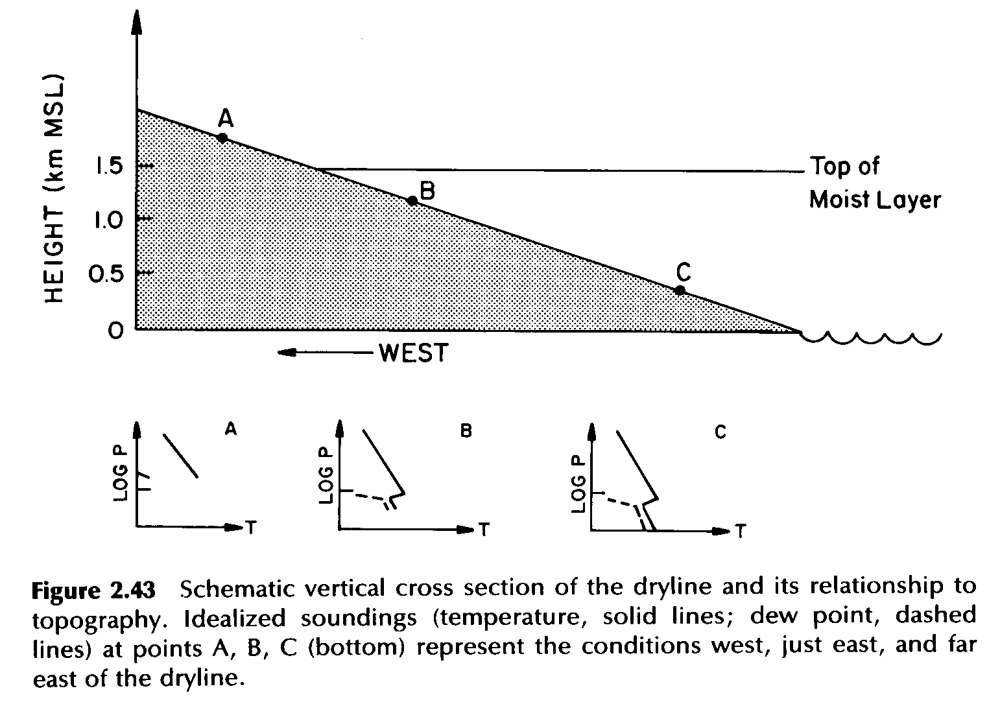 A
HEIGHT (km MSL)
1.5
Top of
B
Moist Layer
1.0
C
0.5
0
WEST
A
B
C
LOG P
LOG P
LOG P
T
T
T
Figure 2.43 Schematic vertical cross section of the dryline and its relationship to
topography. Idealized soundings (temperature, solid lines; dew point, dashed
lines) at points A, B, C (bottom) represent the conditions west, just east, and far
east of the dryline.